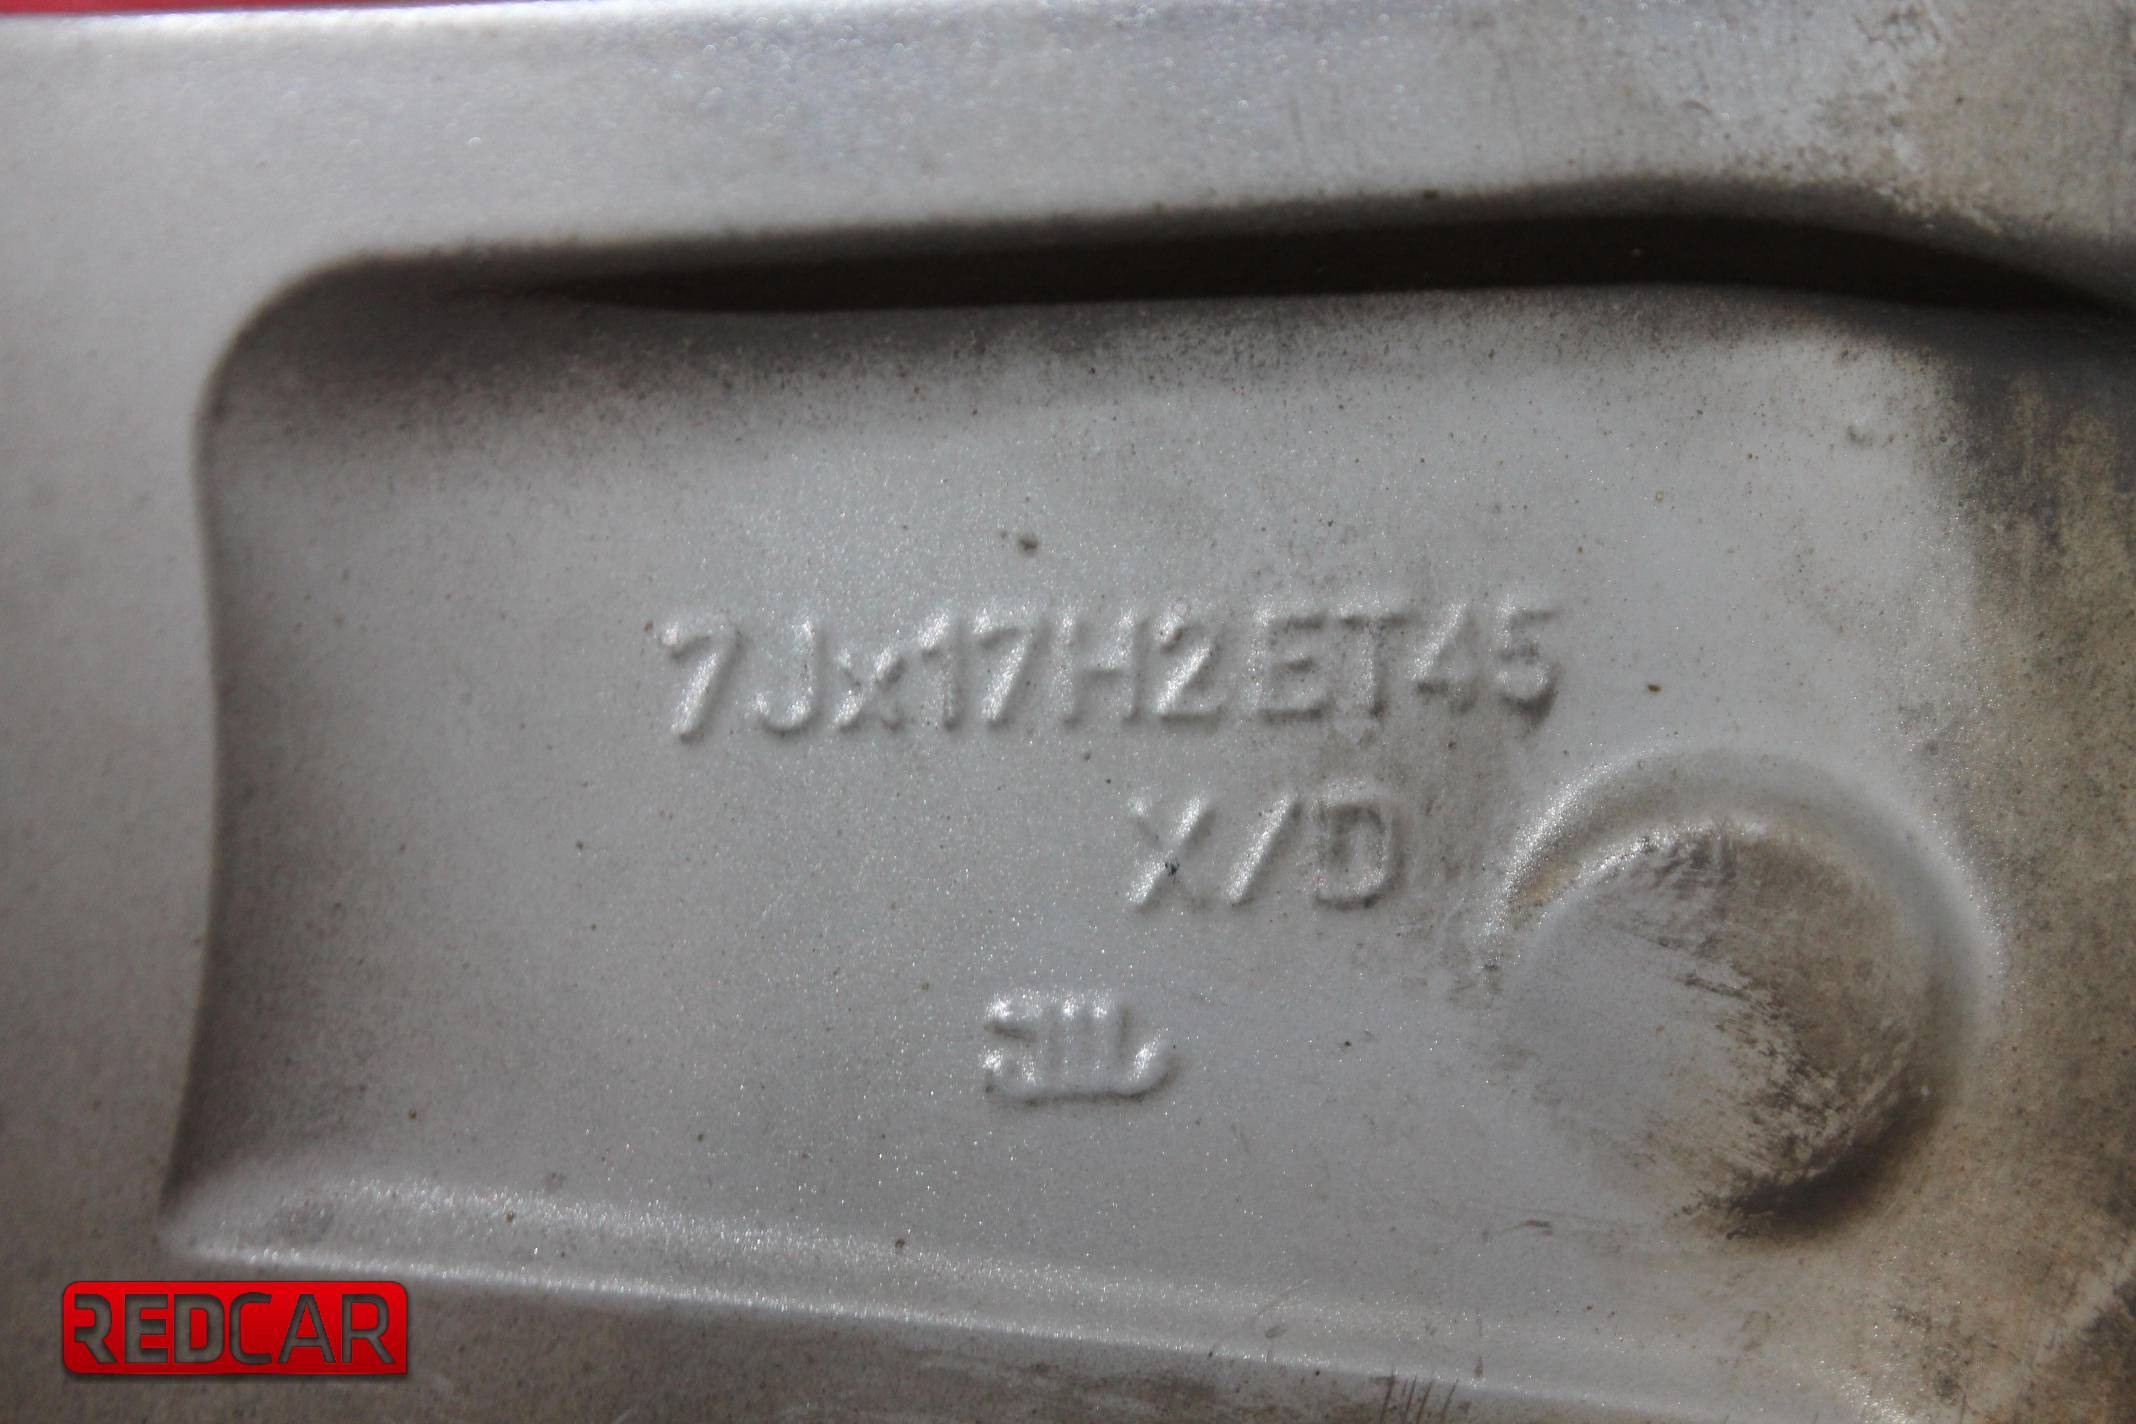 7Jx17H2 ET45
X/D
REDCAR